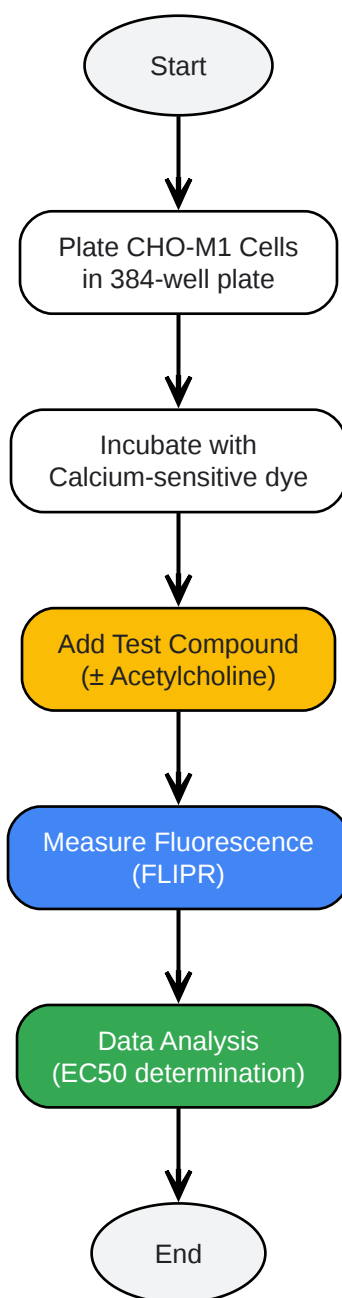 Start
Plate CHO-M1 Cells
in 384-well plate
Incubate with
Calcium-sensitive dye
Add Test Compound
(± Acetylcholine)
Measure Fluorescence
(FLIPR)
Data Analysis
(EC50 determination)
End